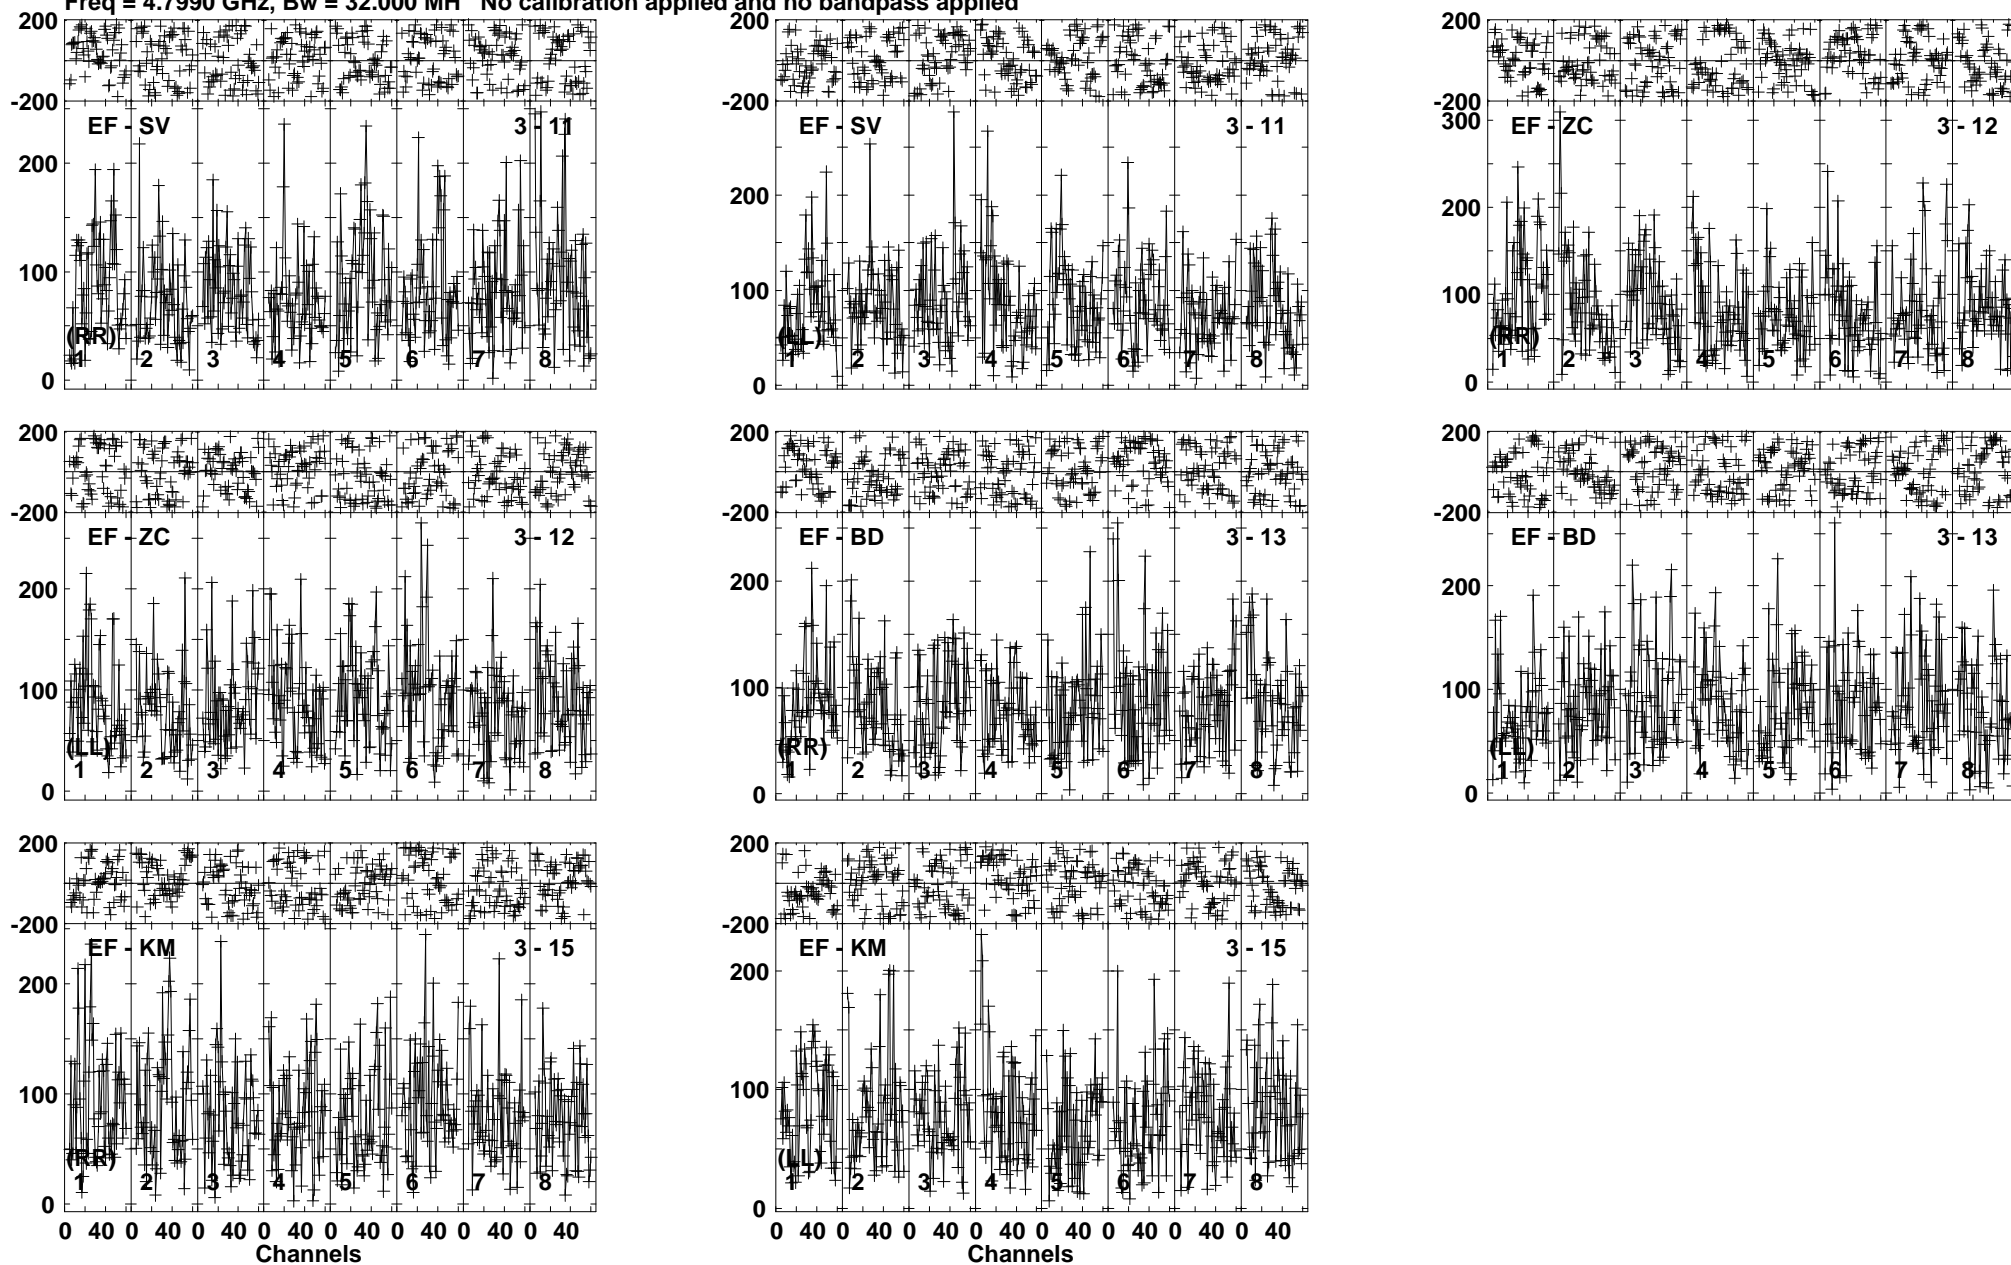 Freq = 4.7990 GHz, Bw = 32.000 MH No calibration applied and no bandpass applied
200
-200
EF - SV
3 - 11
200
100
0
(RR)
1 2 3 4 5 6 7 8
200
-200
EF - SV
3 - 11
200
100
0
(LL)
1 2 3 4 5 6 7 8
200
-200
300
EF - ZC
3 - 12
200
100
0
(RR)
1 2 3 4 5 6 7 8
200
-200
EF - ZC
3 - 12
200
100
0
(LL)
1 2 3 4 5 6 7 8
200
-200
EF - BD
3 - 13
200
100
0
(RR)
1 2 3 4 5 6 7 8
200
-200
EF - BD
3 - 13
200
100
0
(LL)
1 2 3 4 5 6 7 8
200
-200
EF - KM
3 - 15
200
100
0
(RR)
1 2 3 4 5 6 7 8
0 40 0 40 0 40 0 40 0 40 0 40 0 40 0 40
Channels
200
-200
EF - KM
3 - 15
200
100
0
(LL)
1 2 3 4 5 6 7 8
0 40 0 40 0 40 0 40 0 40 0 40 0 40 0 40
Channels